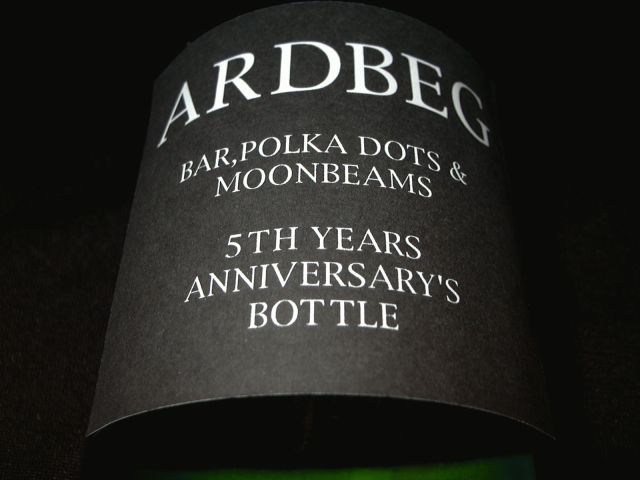 ARDBEG
BAR,POLKA DOTS &
MOONBEAMS
5TH YEARS
ANNIVERSARY'S
BOTTLE